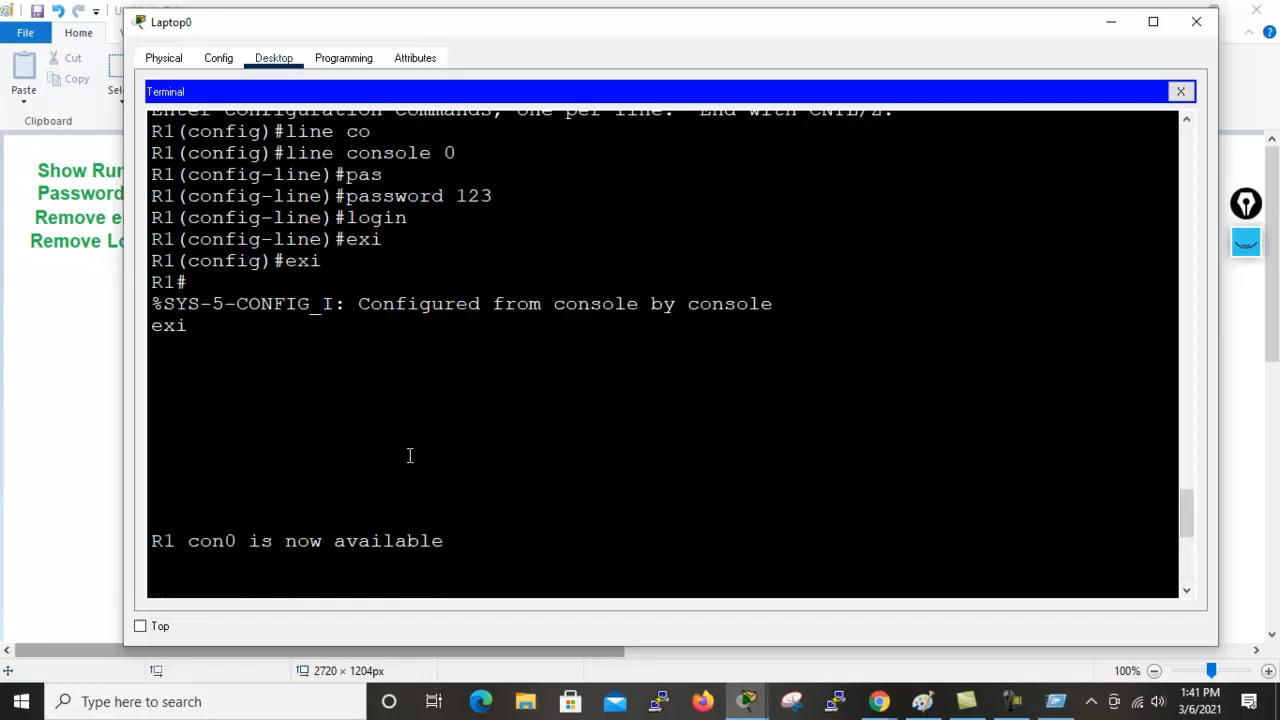 Laptop0
File
Home
Cut
Copy
Paste
Clipboard
Physical
Config
Desktop
Programming
Attributes
Terminal
Enter configuration commands, one per line. End with CNTL/Z.
R1(config)#line co
R1(config)#line console 0
R1(config-line)#pas
R1(config-line)#password 123
R1(config-line)#login
R1(config-line)#exi
R1(config)#exi
R1#
%SYS-5-CONFIG_I: Configured from console by console
exi
R1 con0 is now available
Top
Show Run
Password
Remove e
Remove Lo
2720 × 1204px
100%
Type here to search
1:41 PM
3/6/2021